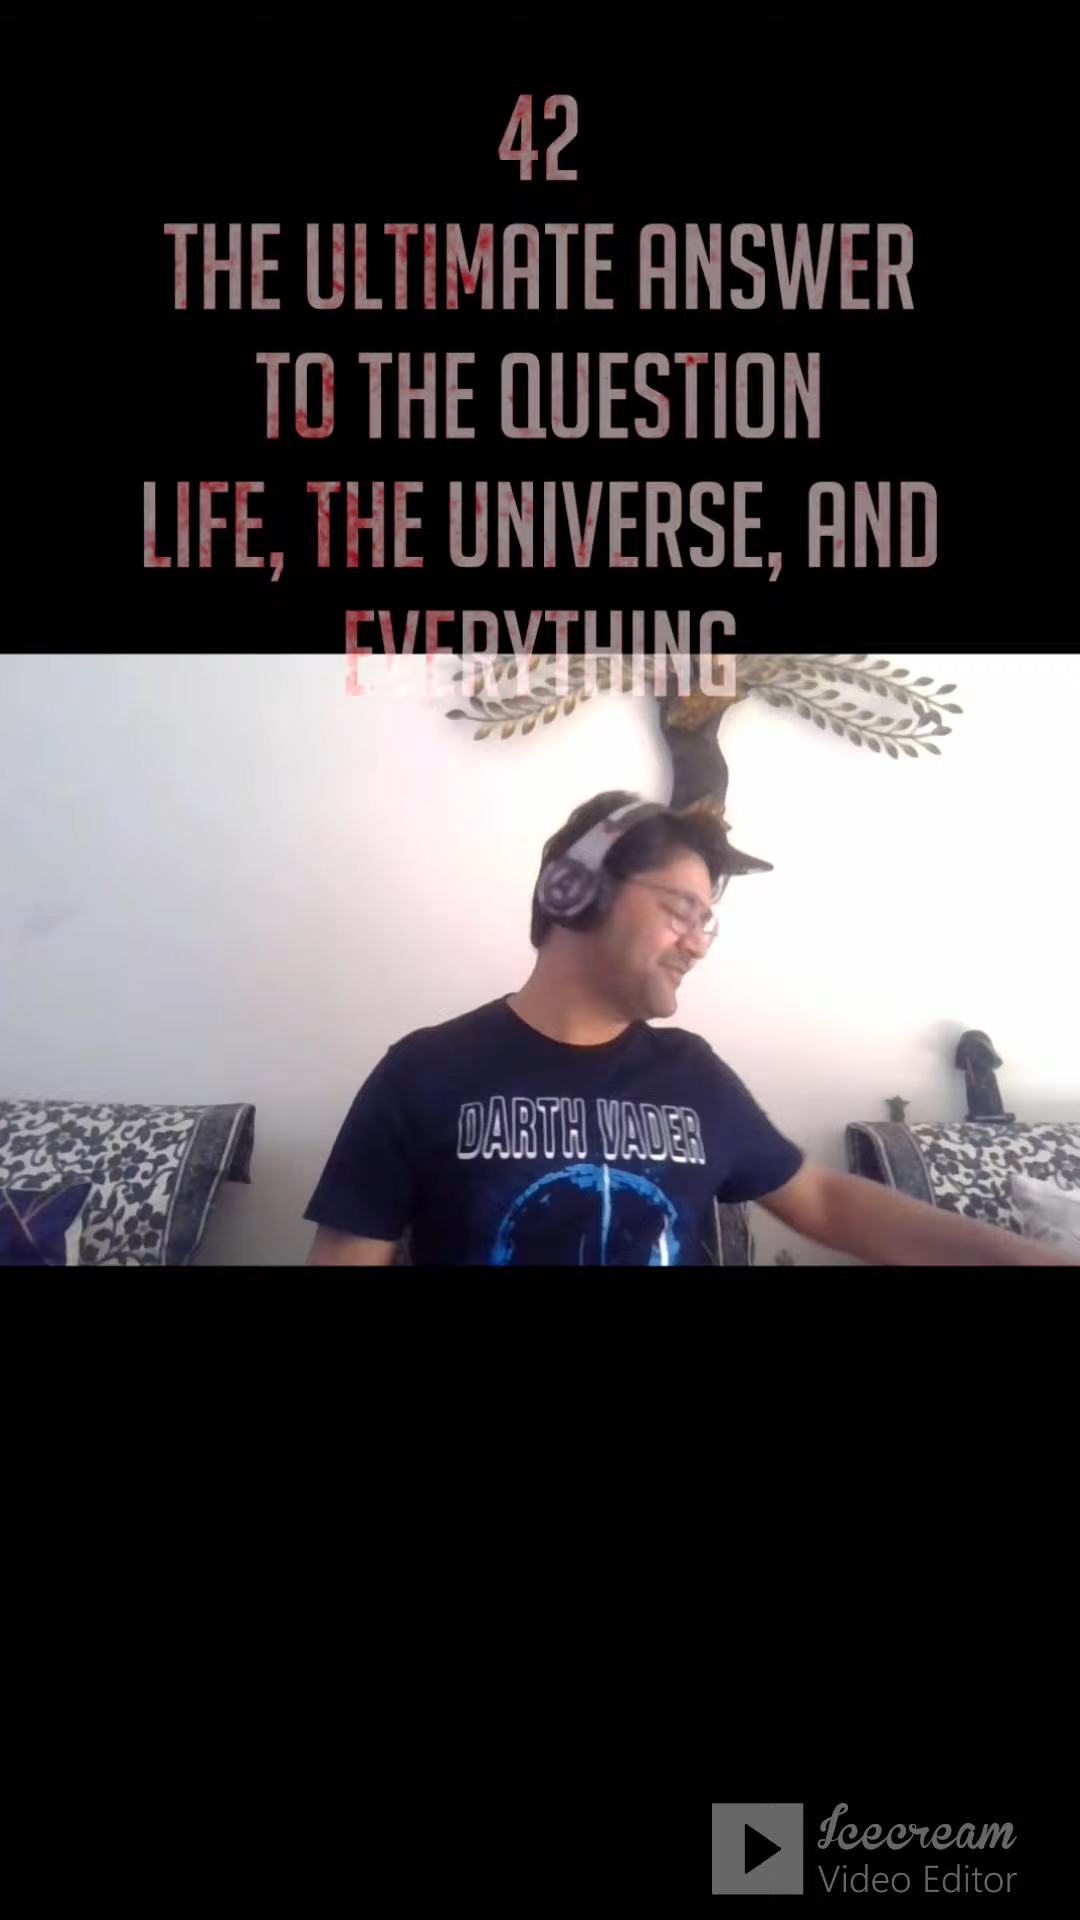 42
THE ULTIMATE ANSWER
TO THE QUESTION
LIFE, THE UNIVERSE, AND
EVERYTHING
DARTH VADER
Icecream
Video Editor